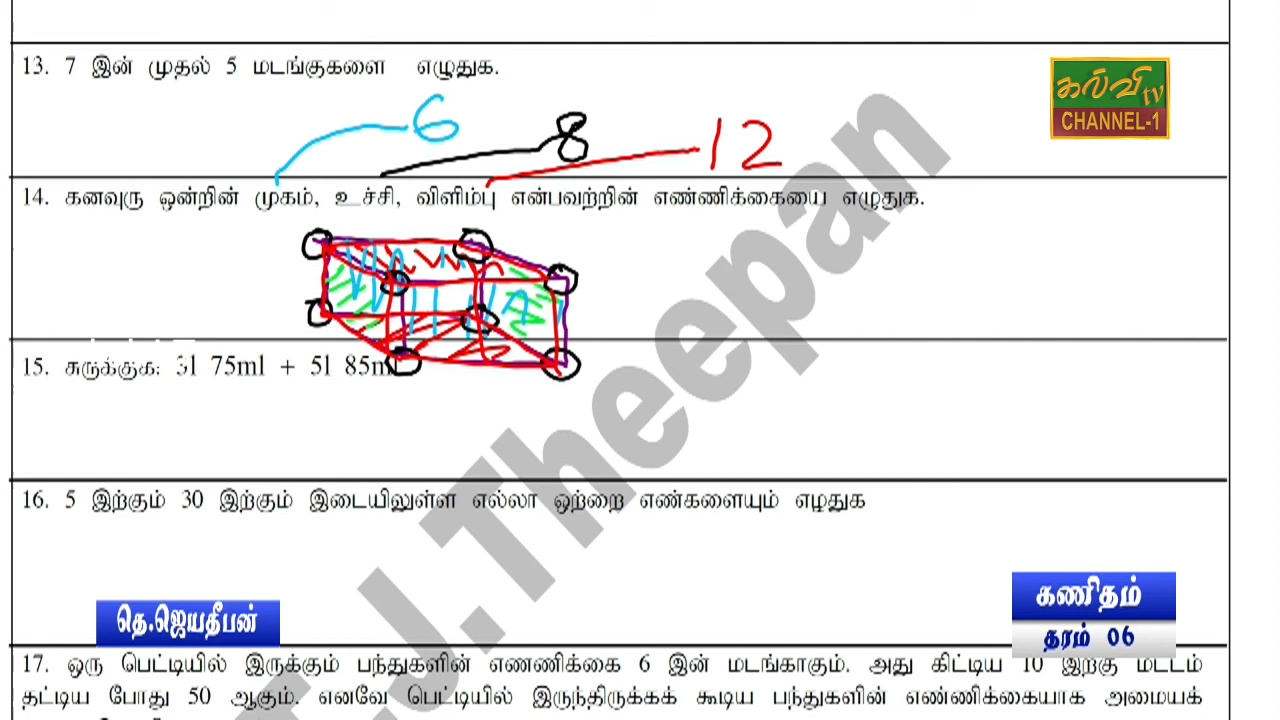 13. 7 இன் முதல் 5 மடங்குகளை எழுதுக.
கல்வி tv
CHANNEL-1
6 8 12
14. கனவுரு ஒன்றின் முகம், உச்சி, விளிம்பு என்பவற்றின் எண்ணிக்கையை எழுதுக.
15. சுருக்குக: 3l 75ml + 5l 85m
16. 5 இற்கும் 30 இற்கும் இடையிலுள்ள எல்லா ஒற்றை எண்களையும் எழதுக
தெ.ஜெயதீபன்
கணிதம்
தரம் 06
17. ஒரு பெட்டியில் இருக்கும் பந்துகளின் எணணிக்கை 6 இன் மடங்காகும். அது கிட்டிய 10 இற்கு மட்டம்
தட்டிய போது 50 ஆகும். எனவே பெட்டியில் இருந்திருக்கக் கூடிய பந்துகளின் எண்ணிக்கையாக அமையக்
T.J.Theepan